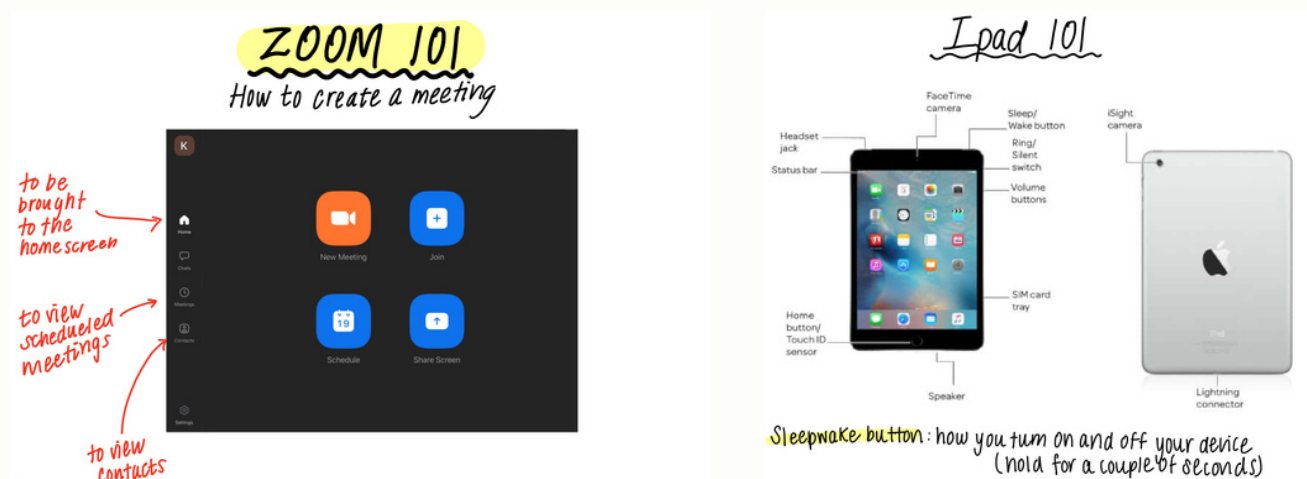 ZOOM 101
How to create a meeting
to be
brought
to the
homescreen
to view
schedueled
meetings
to view
contacts
K
Home
Chats
Meetings
Contacts
Settings
New Meeting
Join
19
Schedule
Share Screen
Ipad 101
FaceTime
camera
Headset
jack
Status bar
Sleep/
Wake button
Ring/
Silent
switch
Volume
buttons
SIM card
tray
Home
button/
Touch ID
sensor
Speaker
iSight
camera
iPad
Lightning
connector
Sleepwake button: how you turn on and off your device
(hold for a couple of seconds)